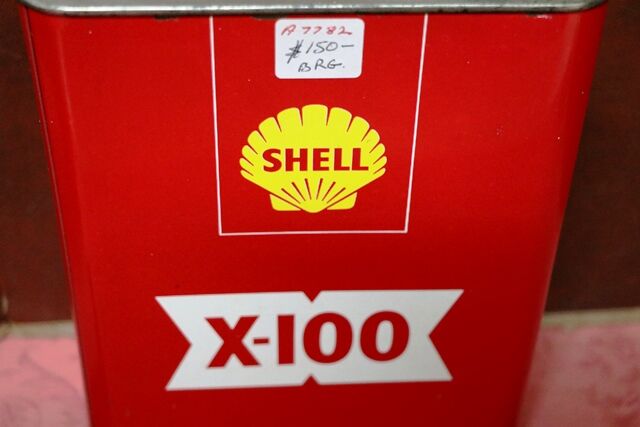 A7782
$150-
BRG.
SHELL
X-100